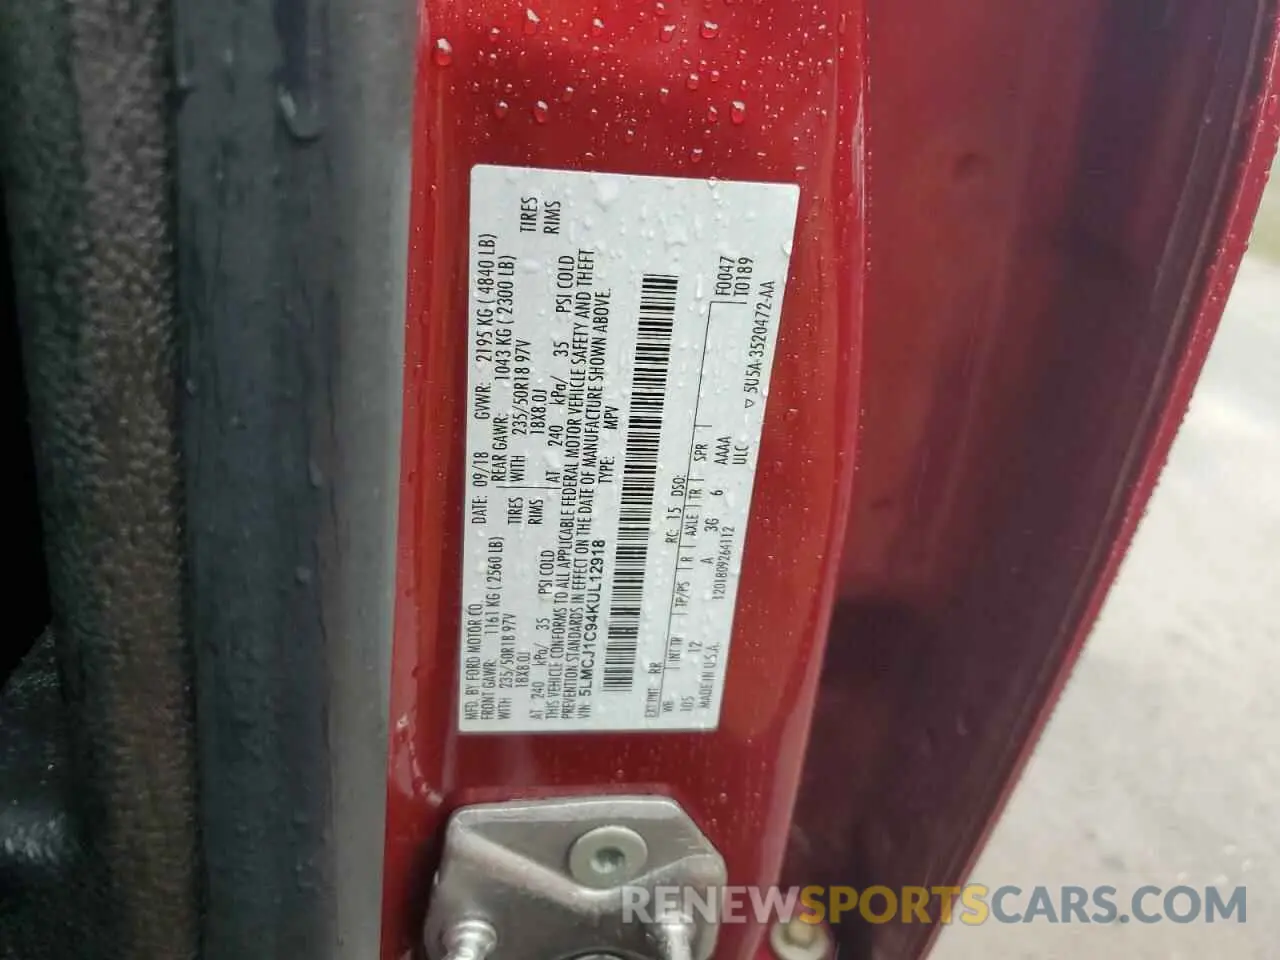 MFD. BY FORD MOTOR CO.
DATE: 09/18 GVWR: 2195 KG ( 4840 LB)
FRONT GAWR: 1161 KG ( 2560 LB)
REAR GAWR: 1043 KG ( 2300 LB)
WITH 235/50R18 97V TIRES
WITH 235/50R18 97V TIRES
18X8.0J RIMS
18X8.0J RIMS
AT 240 kPa/ 35 PSI COLD
AT 240 kPa/ 35 PSI COLD
THIS VEHICLE CONFORMS TO ALL APPLICABLE FEDERAL MOTOR VEHICLE SAFETY AND THEFT
PREVENTION STANDARDS IN EFFECT ON THE DATE OF MANUFACTURE SHOWN ABOVE.
VIN: 5LMCJ1C94KUL12918 TYPE: MPV
EXT PNT: RR RC: 15 DSO: F0047
T0189
WB INT TR TP/PS R AXLE TR SPR
105 12 A 3G 6 AAAA
MADE IN U.S.A. 1201809264112 ULC
▽ 5U5A-3520472-AA
RENEWSPORTSCARS.COM